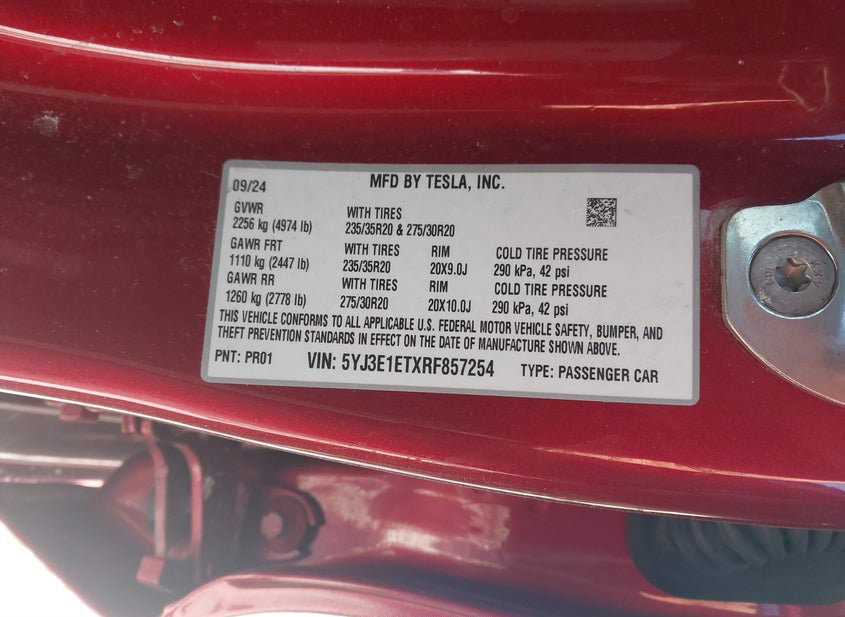 MFD BY TESLA, INC.
09/24
GVWR WITH TIRES
2256 kg (4974 lb) 235/35R20 & 275/30R20
GAWR FRT WITH TIRES RIM COLD TIRE PRESSURE
1110 kg (2447 lb) 235/35R20 20X9.0J 290 kPa, 42 psi
GAWR RR WITH TIRES RIM COLD TIRE PRESSURE
1260 kg (2778 lb) 275/30R20 20X10.0J 290 kPa, 42 psi
THIS VEHICLE CONFORMS TO ALL APPLICABLE U.S. FEDERAL MOTOR VEHICLE SAFETY, BUMPER, AND
THEFT PREVENTION STANDARDS IN EFFECT ON THE DATE OF MANUFACTURE SHOWN ABOVE.
PNT: PR01 VIN: 5YJ3E1ETXRF857254 TYPE: PASSENGER CAR